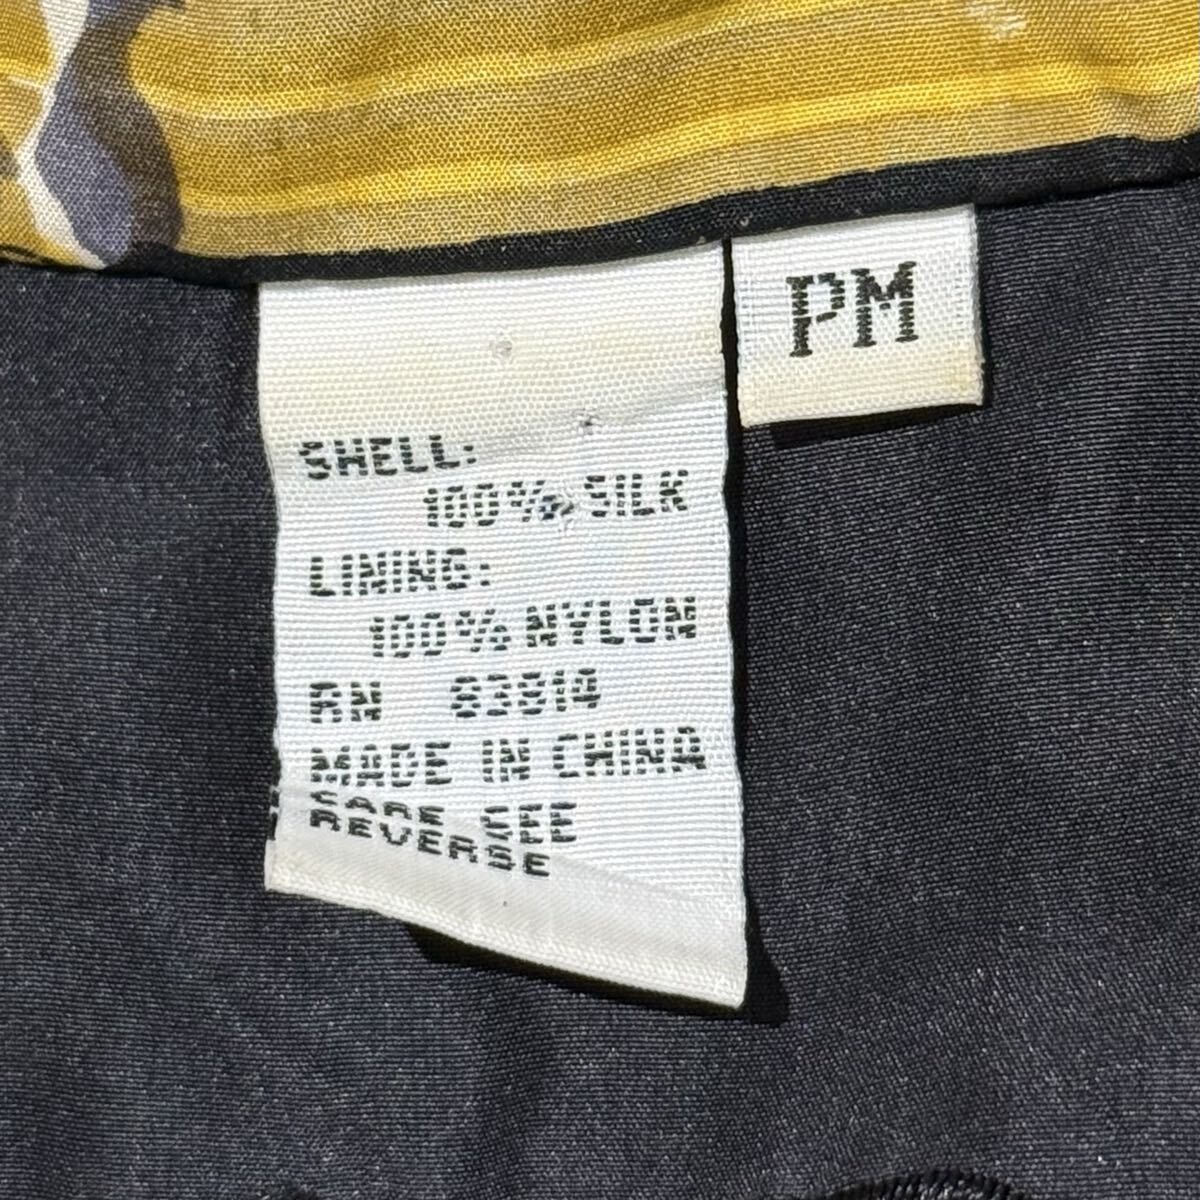 PM
SHELL:
100% SILK
LINING:
100% NYLON
RN 83814
MADE IN CHINA
CARE SEE
REVERSE